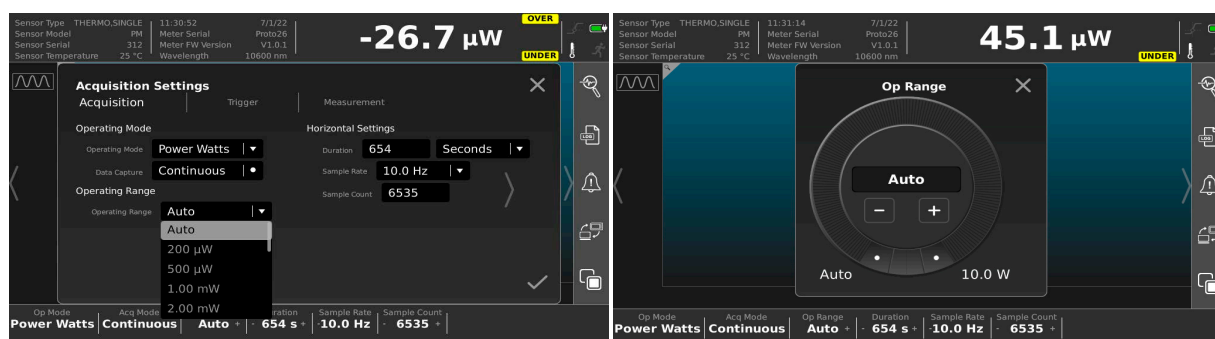 Sensor Type THERMO,SINGLE 11:30:52 7/1/22
Sensor Model PM Meter Serial Proto26
Sensor Serial 312 Meter FW Version V1.0.1
Sensor Temperature 25 °C Wavelength 10600 nm
-26.7 µW
OVER
UNDER
Acquisition Settings
Acquisition Trigger Measurement
Operating Mode Horizontal Settings
Operating Mode Power Watts Duration 654 Seconds
Data Capture Continuous Sample Rate 10.0 Hz
Operating Range Sample Count 6535
Operating Range Auto
Auto
200 µW
500 µW
1.00 mW
2.00 mW
LOG
Op Mode Acq Mode ration Sample Rate Sample Count
Power Watts Continuous Auto + - 654 s + -10.0 Hz - 6535 +
Sensor Type THERMO,SINGLE 11:31:14 7/1/22
Sensor Model PM Meter Serial Proto26
Sensor Serial 312 Meter FW Version V1.0.1
Sensor Temperature 25 °C Wavelength 10600 nm
45.1 µW
UNDER
Op Range
Auto
- +
Auto 10.0 W
LOG
Op Mode Acq Mode Op Range Duration Sample Rate Sample Count
Power Watts Continuous Auto + - 654 s + -10.0 Hz - 6535 +